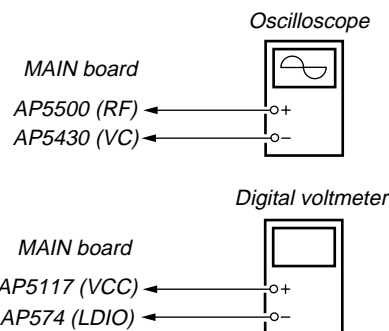 Oscilloscope
MAIN board
AP5500 (RF) +
AP5430 (VC) –
Digital voltmeter
MAIN board
AP5117 (VCC) +
AP574 (LDIO) –